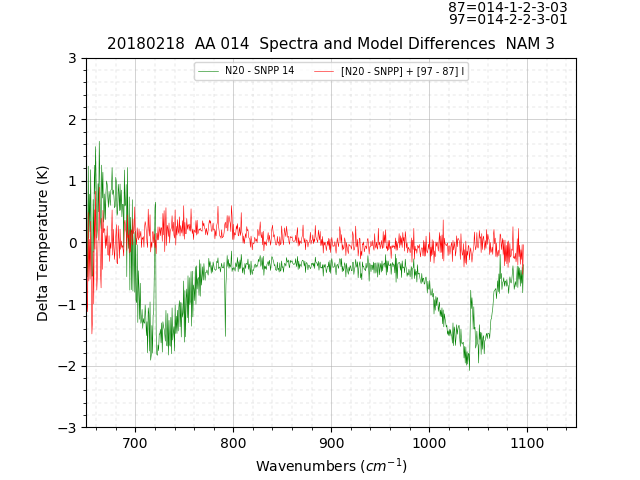 87=014-1-2-3-03
97=014-2-2-3-01
20180218  AA 014  Spectra and Model Differences  NAM 3
N20 - SNPP 14
[N20 - SNPP] + [97 - 87] I
3
2
1
0
−1
−2
−3
Delta Temperature (K)
700
800
900
1000
1100
Wavenumbers (cm⁻¹)